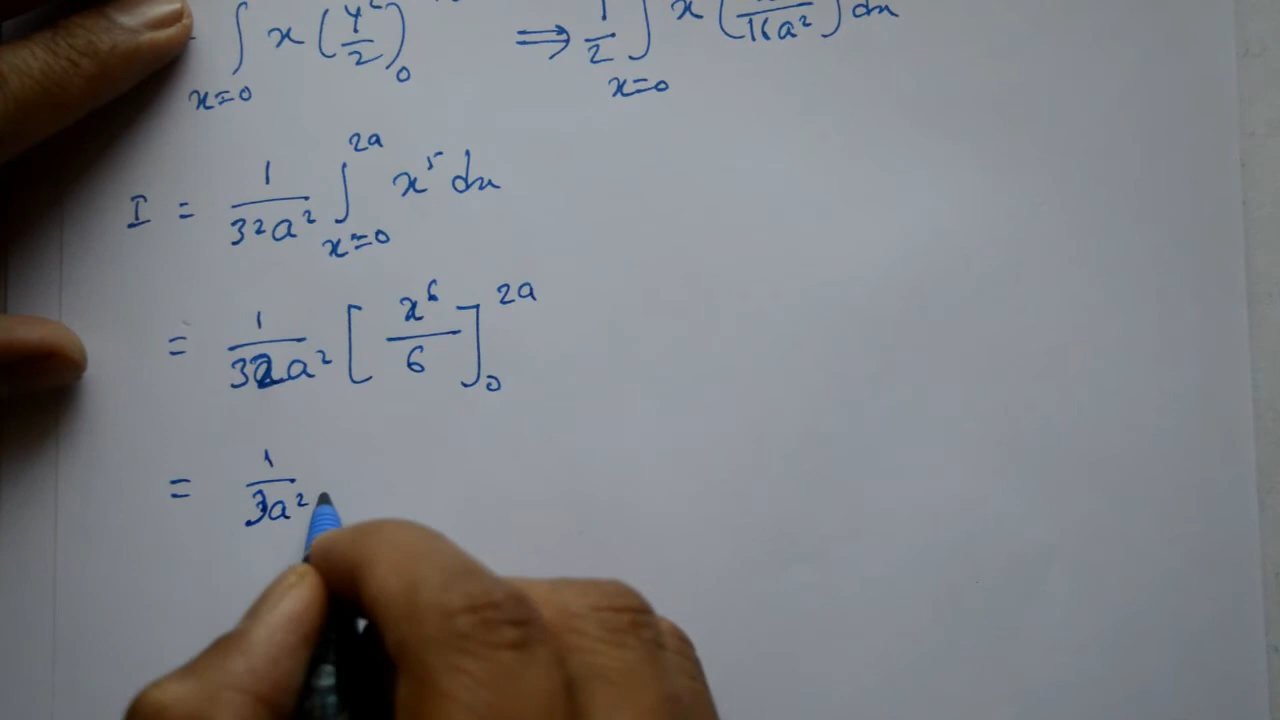 ∫ x=0 x (y²/2)₀ ⇒ 1/2 ∫ x=0 x ( /16a²) dx
I = 1/32a² ∫ x=0 2a x⁵ dx
= 1/32a² [ x⁶/6 ]₀ 2a
= 1/3a²